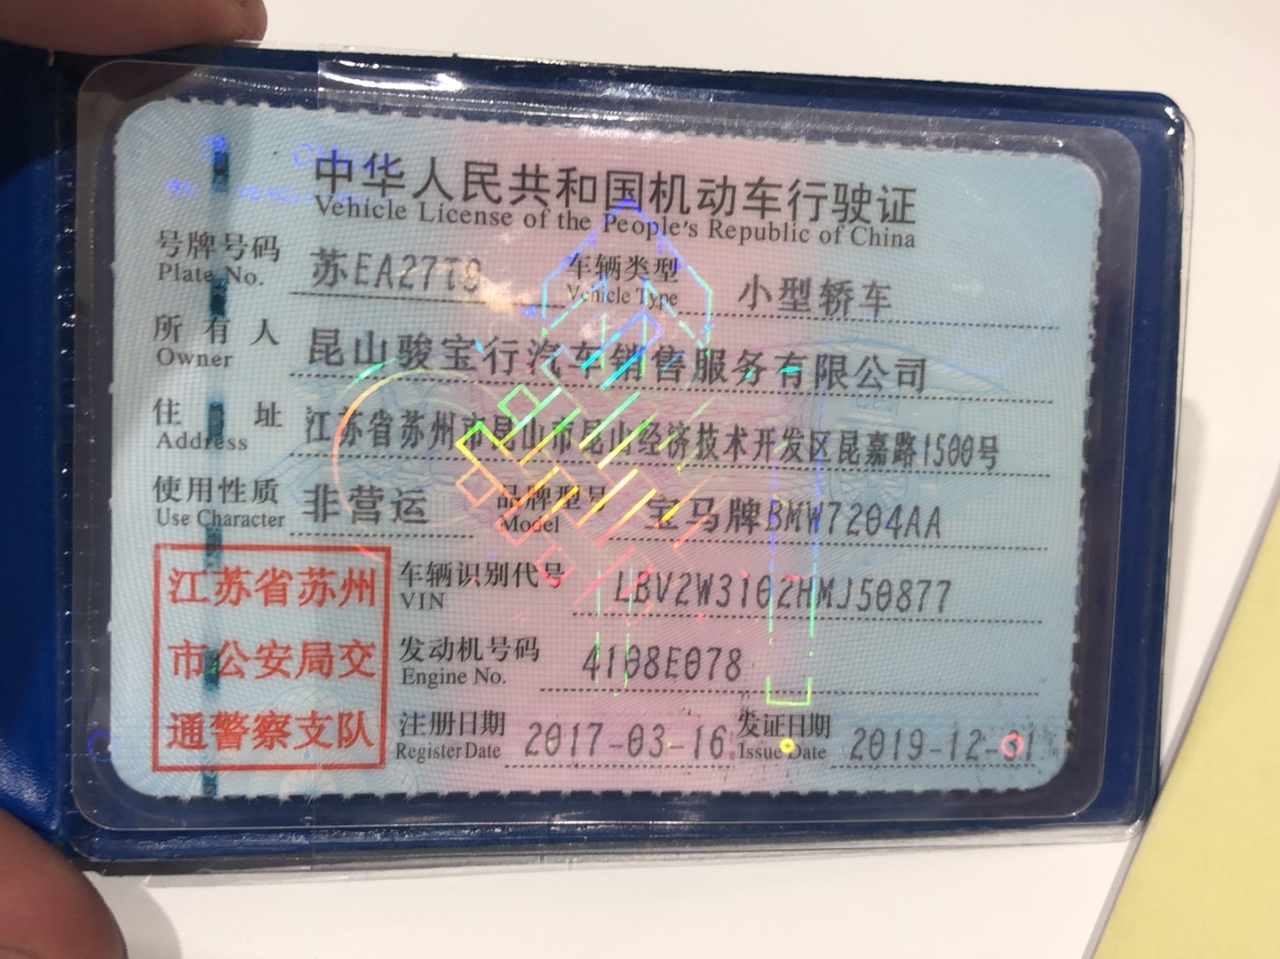 中华人民共和国机动车行驶证
Vehicle License of the People's Republic of China
号牌号码 苏EA27T9 车辆类型 小型轿车
Plate No. Vehicle Type
所有人 昆山骏宝行汽车销售服务有限公司
Owner
住址 江苏省苏州市昆山市昆山经济技术开发区昆嘉路1500号
Address
使用性质 非营运 品牌型号 宝马牌BMW7204AA
Use Character Model
江苏省苏州
市公安局交
通警察支队
车辆识别代号 LBV2W3102HMJ50877
VIN
发动机号码 4108E078
Engine No.
注册日期 2017-03-16 发证日期 2019-12-31
Register Date Issue Date